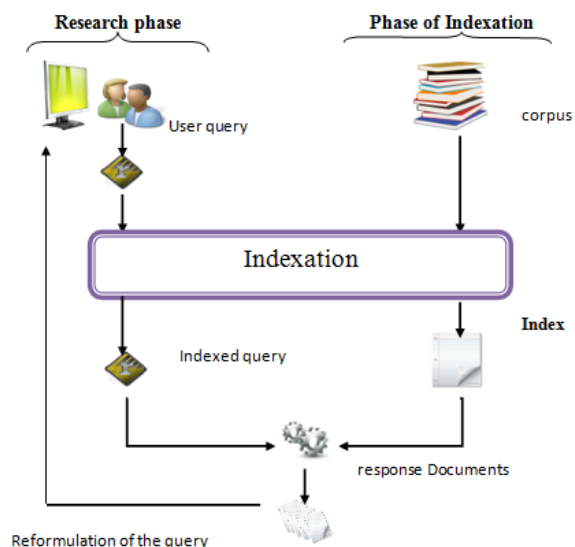 Research phase
Phase of Indexation
User query
corpus
Indexation
Index
Indexed query
response Documents
Reformulation of the query